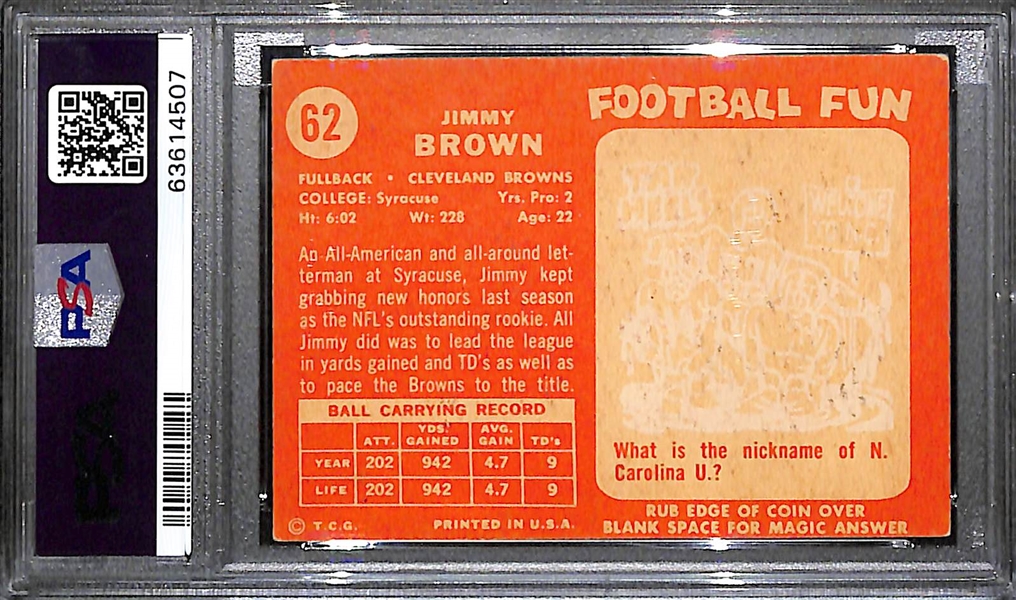 63614507
PSA
62
JIMMY
BROWN
FULLBACK • CLEVELAND BROWNS
COLLEGE: Syracuse Yrs. Pro: 2
Ht: 6:02 Wt: 228 Age: 22
An All-American and all-around let-
terman at Syracuse, Jimmy kept
grabbing new honors last season
as the NFL's outstanding rookie. All
Jimmy did was to lead the league
in yards gained and TD's as well as
to pace the Browns to the title.
BALL CARRYING RECORD
ATT. YDS. GAINED AVG. GAIN TD's
YEAR 202 942 4.7 9
LIFE 202 942 4.7 9
© T.C.G. PRINTED IN U.S.A.
FOOTBALL FUN
What is the nickname of N.
Carolina U.?
RUB EDGE OF COIN OVER
BLANK SPACE FOR MAGIC ANSWER